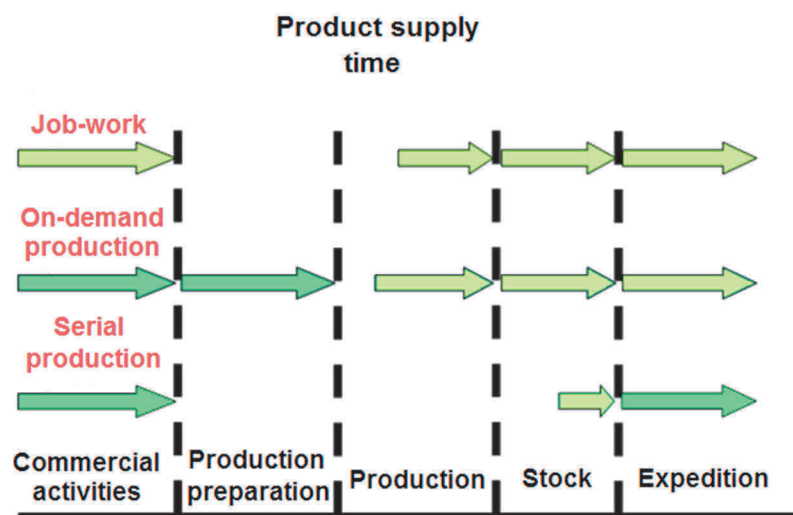 Product supply
time
Job-work
On-demand
production
Serial
production
Commercial
activities
Production
preparation
Production
Stock
Expedition